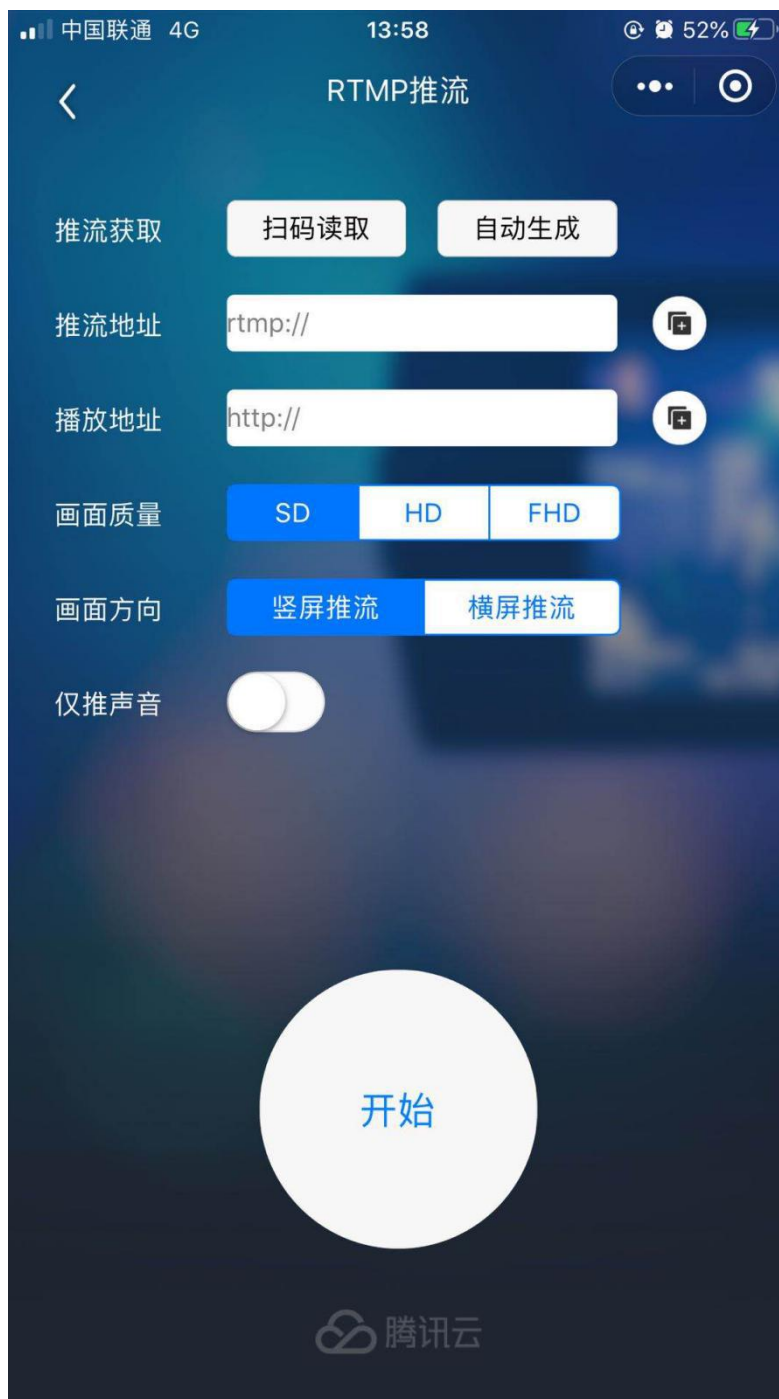 中国联通 4G 13:58 52%
RTMP推流
推流获取 扫码读取 自动生成
推流地址 rtmp://
播放地址 http://
画面质量 SD HD FHD
画面方向 竖屏推流 横屏推流
仅推声音
开始
腾讯云